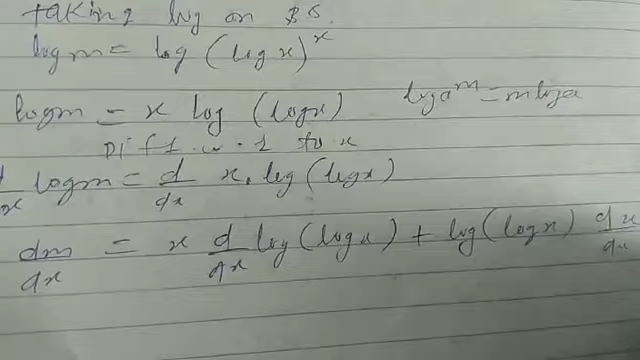 taking log on BS.
log m = log (log x)^x
log m = x log (log x) log a^m = m log a
Diff. w. r to x
d/dx log m = d/dx x. log (log x)
dm/dx = x d/dx log (log x) + log (log x) dx/dx